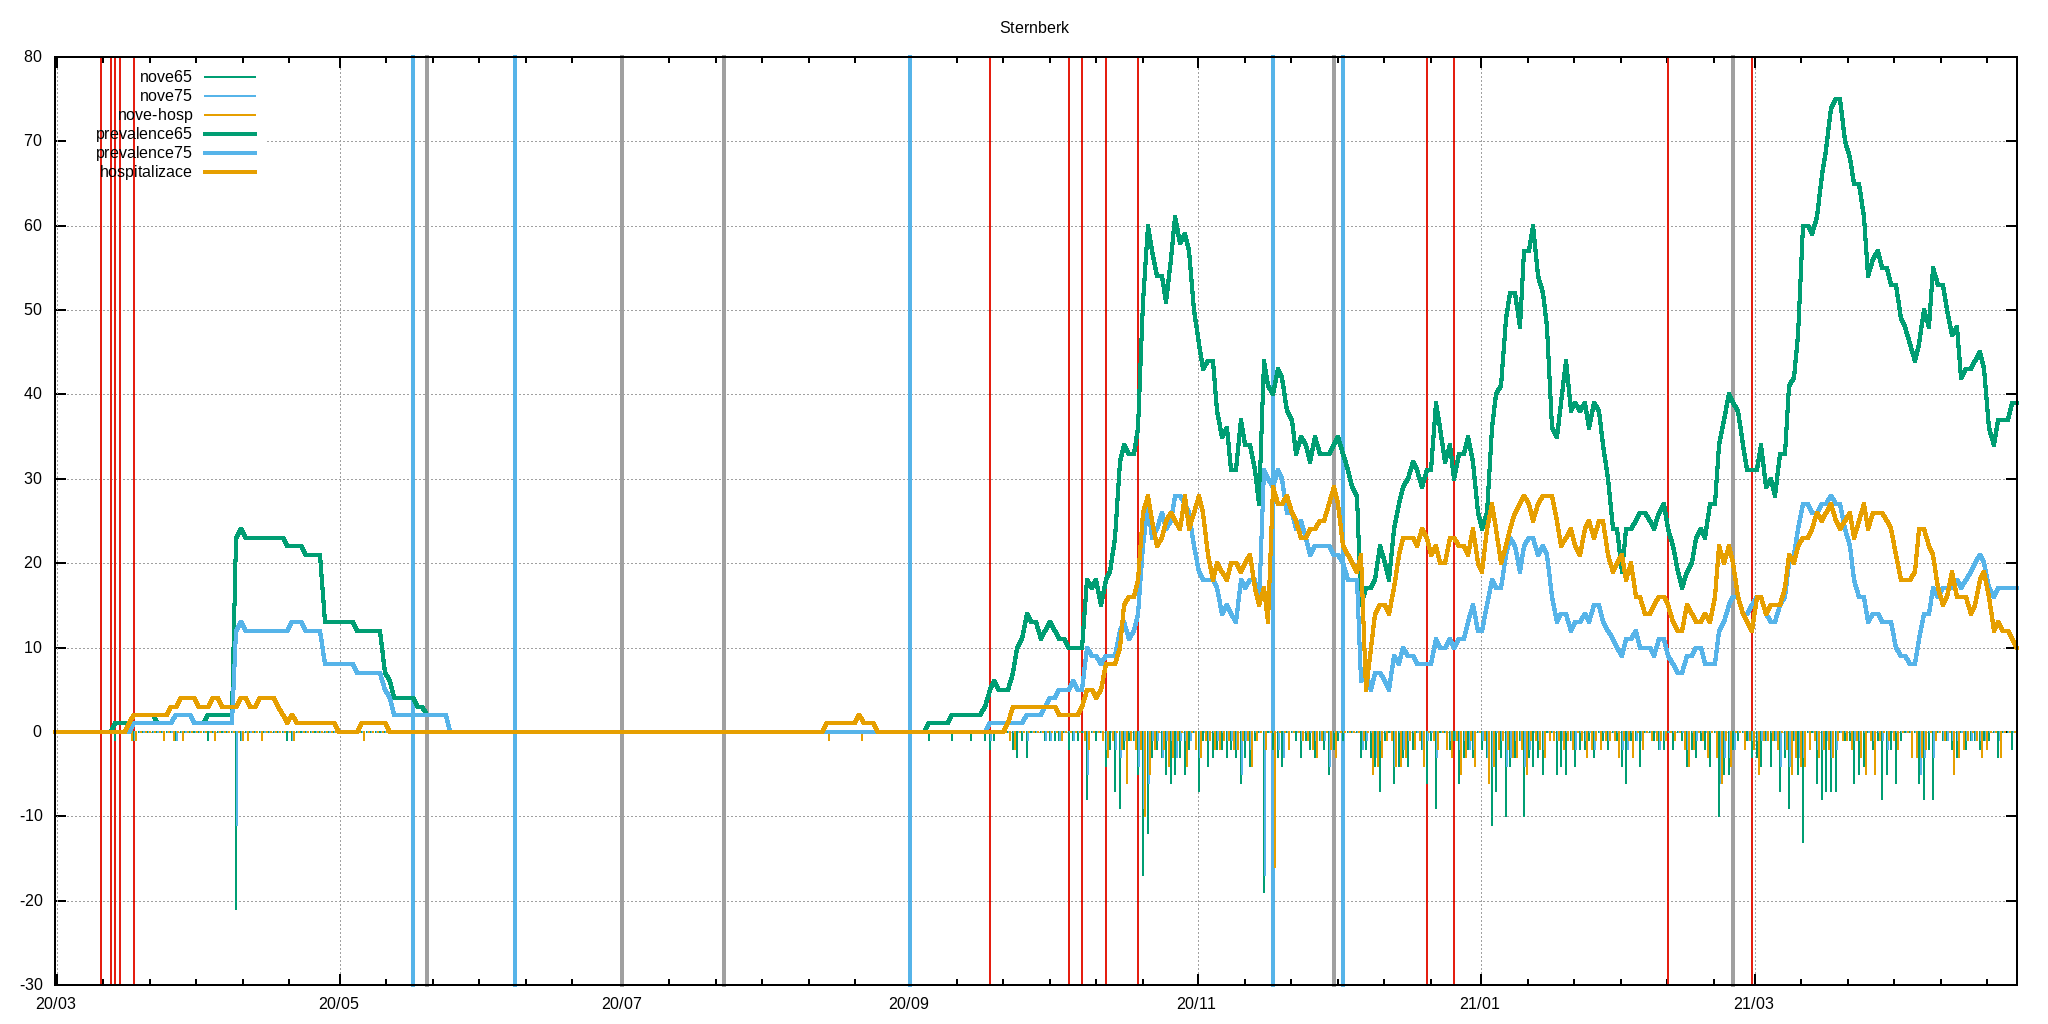 Sternberk
80
70
60
50
40
30
20
10
0
-10
-20
-30
nove65
nove75
nove-hosp
prevalence65
prevalence75
hospitalizace
20/03 20/05 20/07 20/09 20/11 21/01 21/03